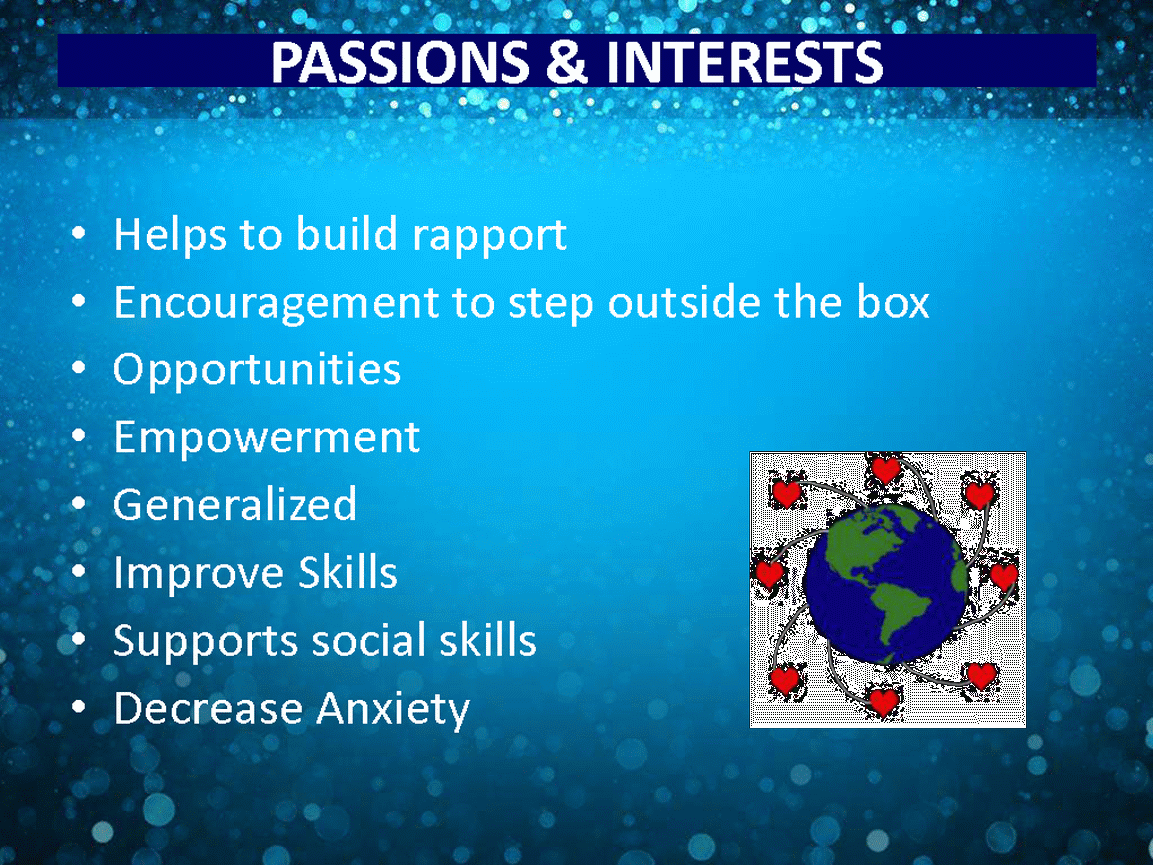 PASSIONS & INTERESTS
• Helps to build rapport
• Encouragement to step outside the box
• Opportunities
• Empowerment
• Generalized
• Improve Skills
• Supports social skills
• Decrease Anxiety